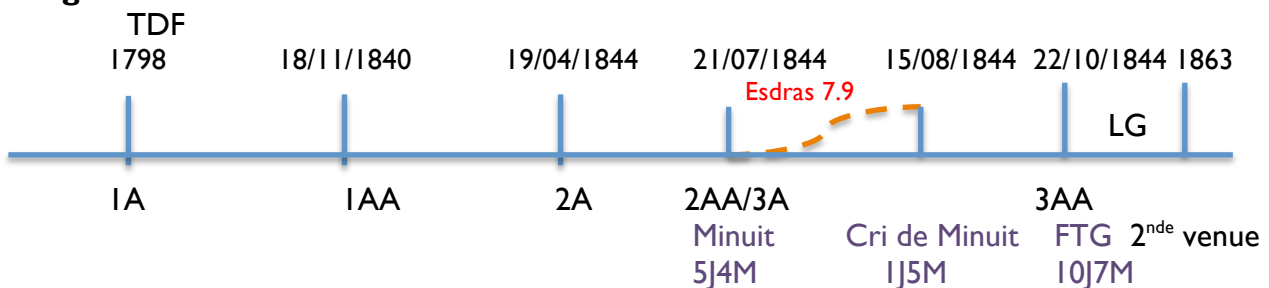 TDF
1798 18/11/1840 19/04/1844 21/07/1844 15/08/1844 22/10/1844 1863
Esdras 7.9
LG
1A 1AA 2A 2AA/3A 3AA
Minuit Cri de Minuit FTG 2nde venue
5J4M 1J5M 10J7M